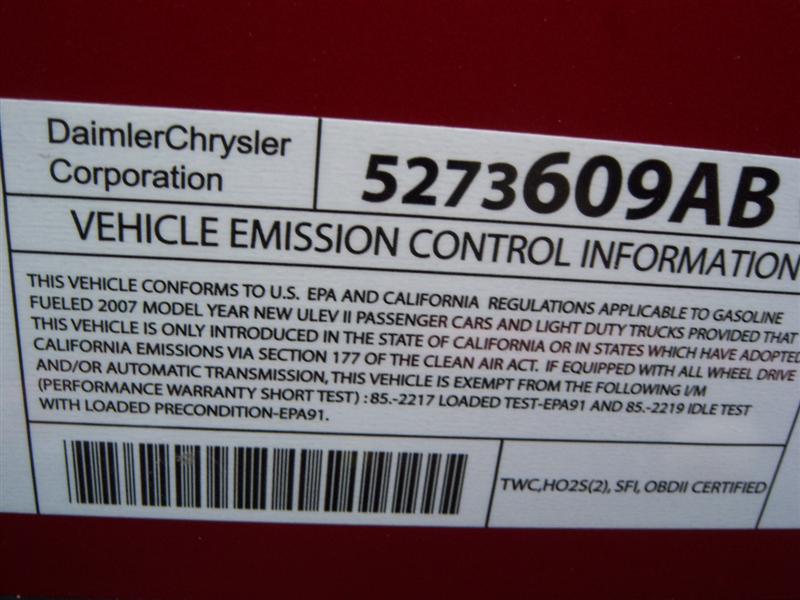 DaimlerChrysler
Corporation
5273609AB
VEHICLE EMISSION CONTROL INFORMATION
THIS VEHICLE CONFORMS TO U.S. EPA AND CALIFORNIA REGULATIONS APPLICABLE TO GASOLINE
FUELED 2007 MODEL YEAR NEW ULEV II PASSENGER CARS AND LIGHT DUTY TRUCKS PROVIDED THAT
THIS VEHICLE IS ONLY INTRODUCED IN THE STATE OF CALIFORNIA OR IN STATES WHICH HAVE ADOPTED
CALIFORNIA EMISSIONS VIA SECTION 177 OF THE CLEAN AIR ACT. IF EQUIPPED WITH ALL WHEEL DRIVE
AND/OR AUTOMATIC TRANSMISSION, THIS VEHICLE IS EXEMPT FROM THE FOLLOWING I/M
(PERFORMANCE WARRANTY SHORT TEST) : 85.-2217 LOADED TEST-EPA91 AND 85.-2219 IDLE TEST
WITH LOADED PRECONDITION-EPA91.
TWC,HO2S(2), SFI, OBDII CERTIFIED